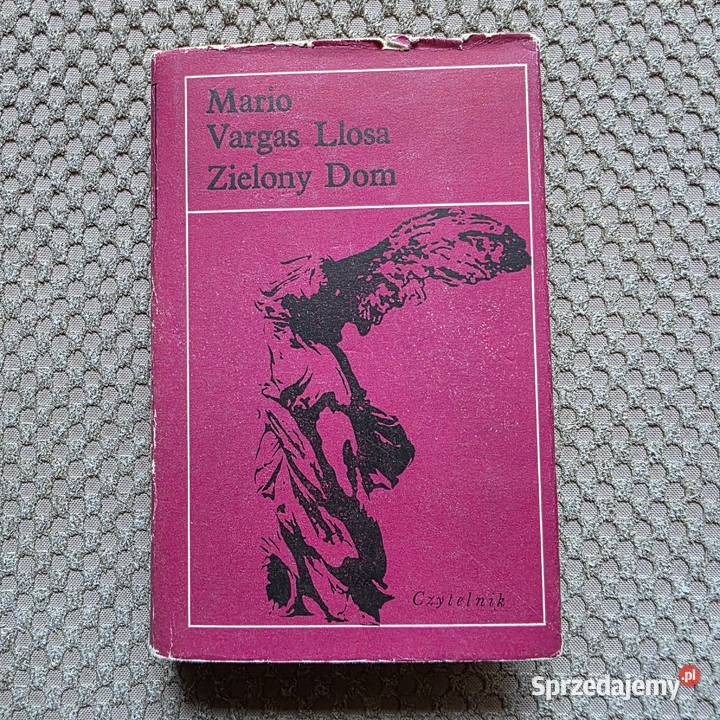 Mario
Vargas Llosa
Zielony Dom
Czytelnik
Sprzedajemy.pl